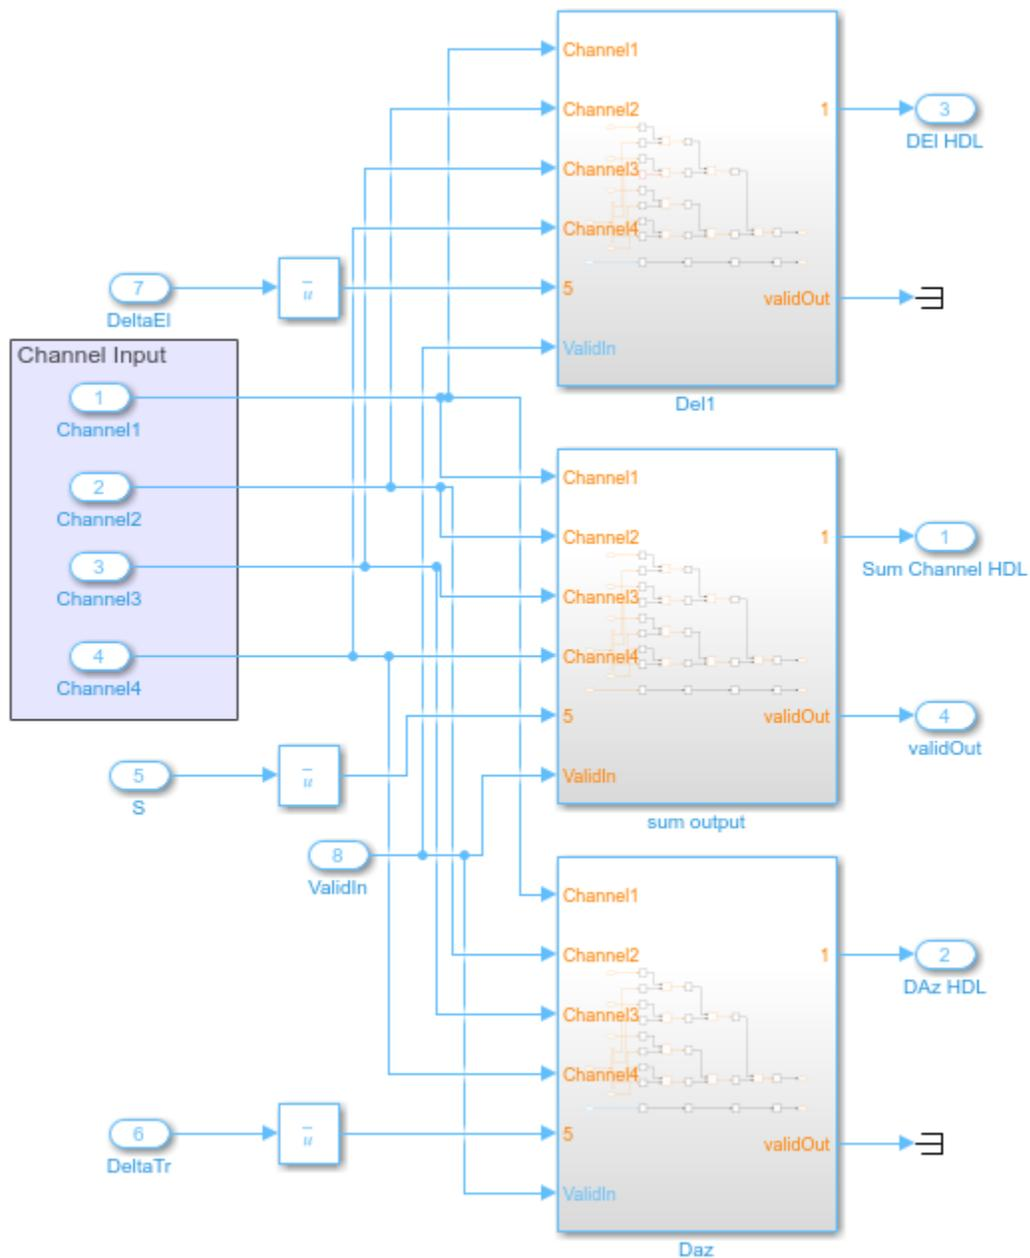 Channel1
Channel2
1
3
DEl HDL
Channel3
Channel4
7
DeltaEl
u
5
validOut
ValidIn
Del1
Channel Input
1
Channel1
2
Channel2
3
Channel3
4
Channel4
Channel1
Channel2
1
1
Sum Channel HDL
Channel3
Channel4
5
validOut
4
validOut
ValidIn
sum output
5
S
u
8
ValidIn
Channel1
Channel2
1
2
DAz HDL
Channel3
Channel4
6
DeltaTr
u
5
validOut
ValidIn
Daz